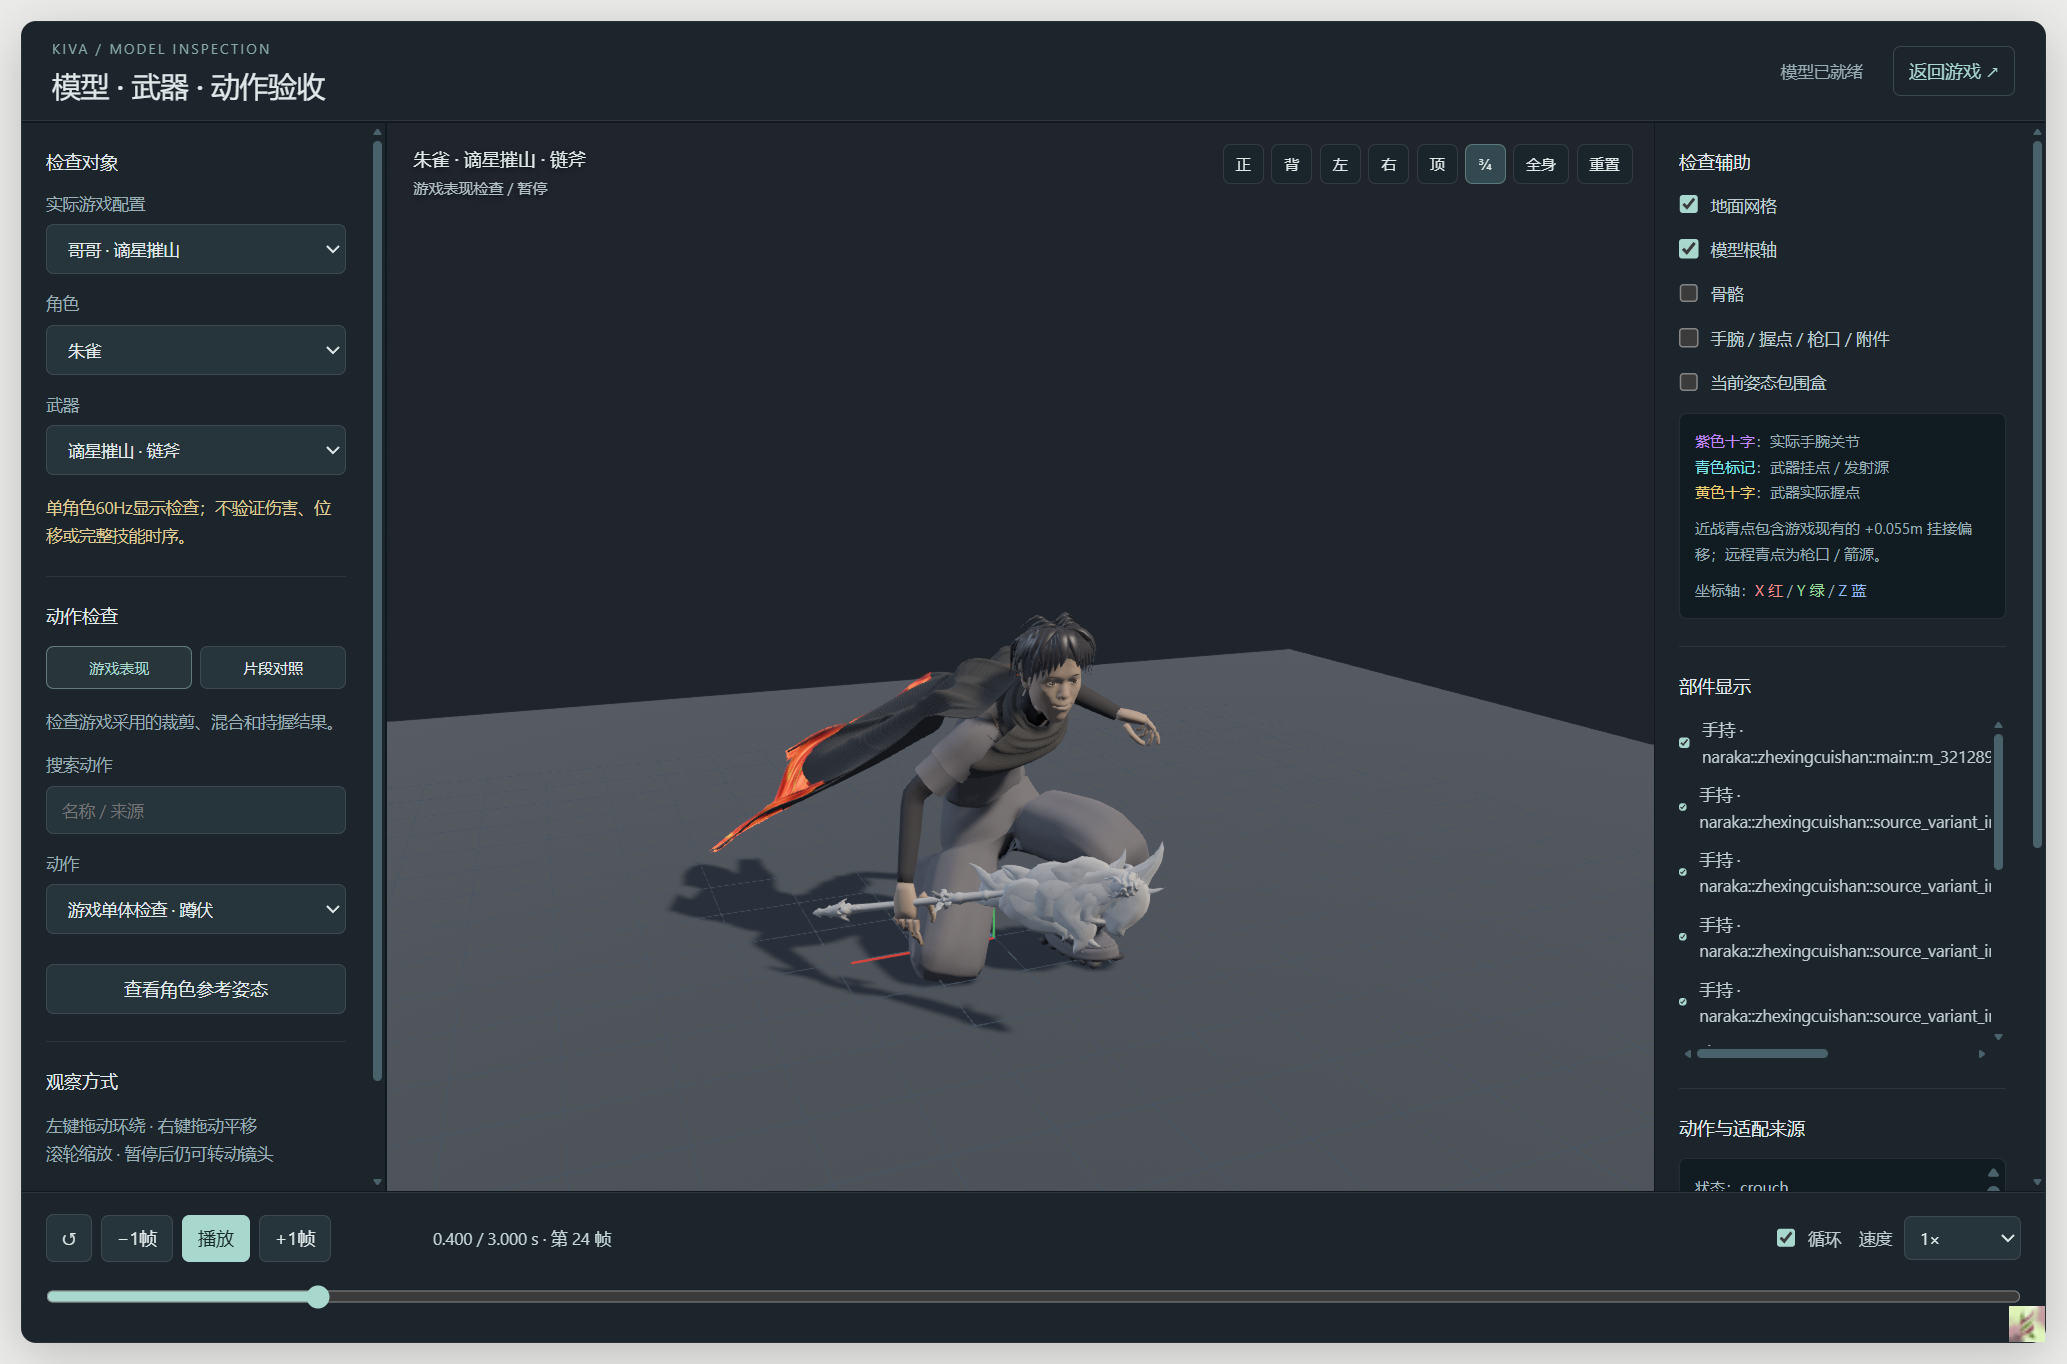 KIVA / MODEL INSPECTION
模型 · 武器 · 动作验收
模型已就绪
返回游戏 ↗
检查对象
实际游戏配置
哥哥 · 谪星摧山
角色
朱雀
武器
谪星摧山 · 链斧
单角色60Hz显示检查；不验证伤害、位
移或完整技能时序。
动作检查
游戏表现
片段对照
检查游戏采用的裁剪、混合和持握结果。
搜索动作
名称 / 来源
动作
游戏单体检查 · 蹲伏
查看角色参考姿态
观察方式
左键拖动环绕 · 右键拖动平移
滚轮缩放 · 暂停后仍可转动镜头
朱雀 · 谪星摧山 · 链斧
游戏表现检查 / 暂停
正
背
左
右
顶
¾
全身
重置
检查辅助
地面网格
模型根轴
骨骼
手腕 / 握点 / 枪口 / 附件
当前姿态包围盒
紫色十字：实际手腕关节
青色标记：武器挂点 / 发射源
黄色十字：武器实际握点
近战青点包含游戏现有的 +0.055m 挂接偏
移；远程青点为枪口 / 箭源。
坐标轴：X 红 / Y 绿 / Z 蓝
部件显示
手持 ·
naraka::zhexingcuishan::main::m_321289
手持 ·
naraka::zhexingcuishan::source_variant_i
手持 ·
naraka::zhexingcuishan::source_variant_i
手持 ·
naraka::zhexingcuishan::source_variant_i
手持 ·
naraka::zhexingcuishan::source_variant_i
动作与适配来源
状态：crouch
↺
−1帧
播放
+1帧
0.400 / 3.000 s · 第 24 帧
循环
速度
1×